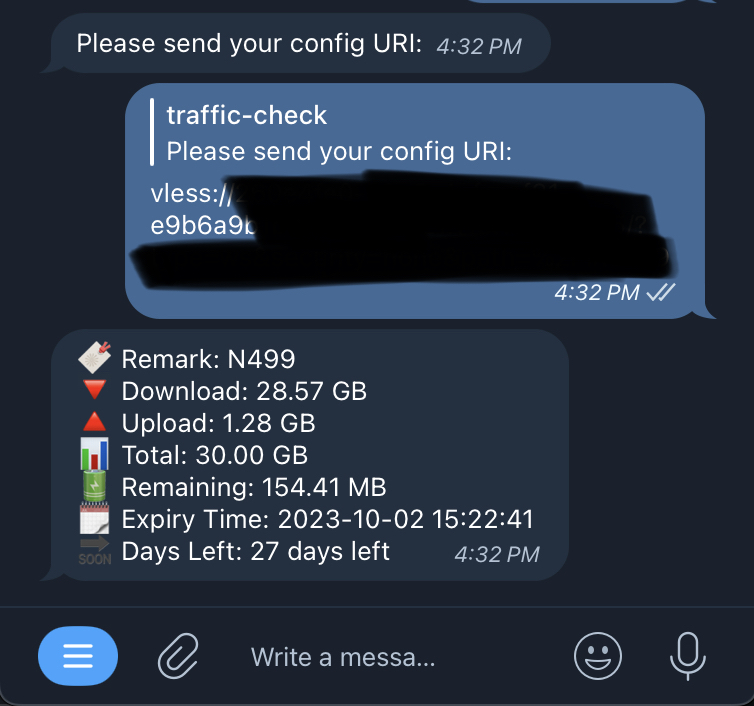 Please send your config URI: 4:32 PM
traffic-check
Please send your config URI:
vless://
e9b6a9b
4:32 PM
Remark: N499
Download: 28.57 GB
Upload: 1.28 GB
Total: 30.00 GB
Remaining: 154.41 MB
Expiry Time: 2023-10-02 15:22:41
SOON Days Left: 27 days left 4:32 PM
Write a messa...